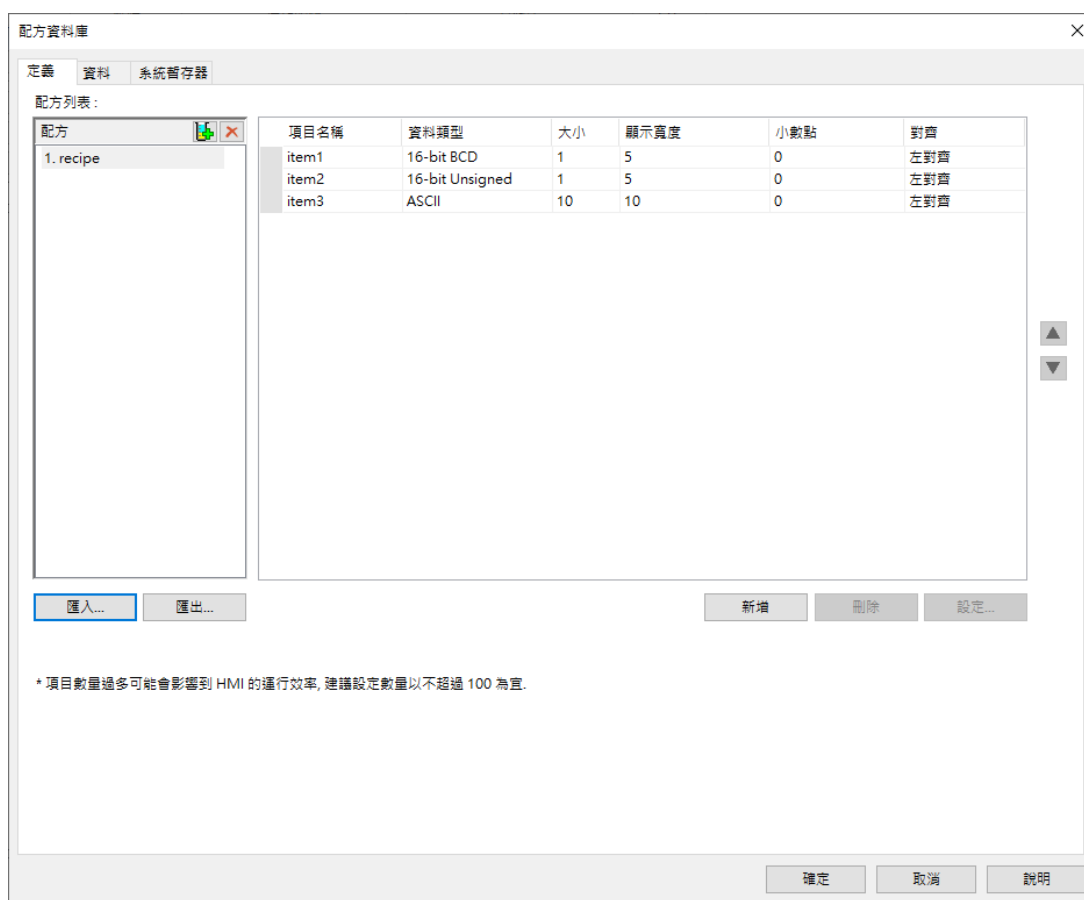 配方資料庫
定義 資料 系統暫存器
配方列表 :
配方
1. recipe
項目名稱 資料類型 大小 顯示寬度 小數點 對齊
item1 16-bit BCD 1 5 0 左對齊
item2 16-bit Unsigned 1 5 0 左對齊
item3 ASCII 10 10 0 左對齊
匯入... 匯出... 新增 刪除 設定...
* 項目數量過多可能會影響到 HMI 的運行效率, 建議設定數量以不超過 100 為宜.
確定 取消 說明